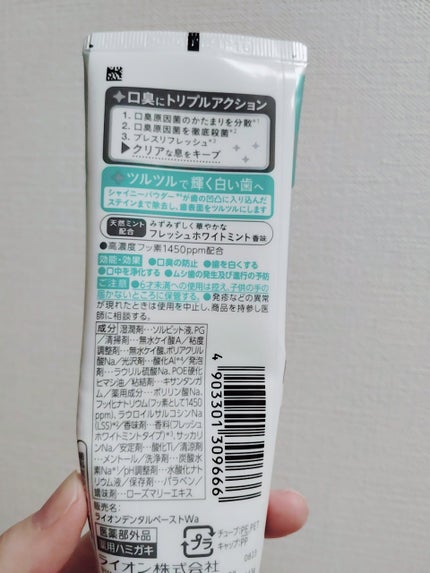 口臭にトリプルアクション
1. 口臭原因菌のかたまりを分散*1
2. 口臭原因菌を徹底殺菌*2
3. ブレスリフレッシュ*3
▶クリアな息をキープ
ツルツルで輝く白い歯へ
シャイニーパウダー*4が歯の凹凸に入り込んだ
ステインまで除去し、歯表面をツルツルにします
天然ミント配合 みずみずしく華やかな
フレッシュホワイトミント香味
●高濃度フッ素1450ppm配合
効能・効果 ●口臭の防止 ●歯を白くする
●口中を浄化する ●ムシ歯の発生及び進行の予防
ご注意 ●6才未満への使用は控え、子供の手の
届かないところに保管する。●発疹などの異常
が現れたときは使用を中止し、商品を持参し医
師に相談する。
成分 湿潤剤…ソルビット液、PG
/清掃剤…無水ケイ酸A/粘度
調整剤…無水ケイ酸、ポリアクリル
酸Na/光沢剤…酸化Al*4/発泡
剤…ラウリル硫酸Na、POE硬化
ヒマシ油/粘結剤…キサンタンガ
ム/薬用成分…ポリリン酸Na、
フッ化ナトリウム(フッ素として1450
ppm)、ラウロイルサルコシンNa
(LSS)*2/香味剤…香料(フレッシュ
ホワイトミントタイプ)*3、サッカリ
ンNa/安定剤…酸化Ti/清涼剤
…メントール/洗浄剤…炭酸水
素Na*1/pH調整剤…水酸化ナト
リウム液/保存剤…パラベン/
矯味剤…ローズマリーエキス
販売名：
ライオンデンタルペーストWa
医薬部外品
薬用ハミガキ
ライオン株式会社
4 903301 309666
プラ
チューブ:PE,PET
キャップ:PP